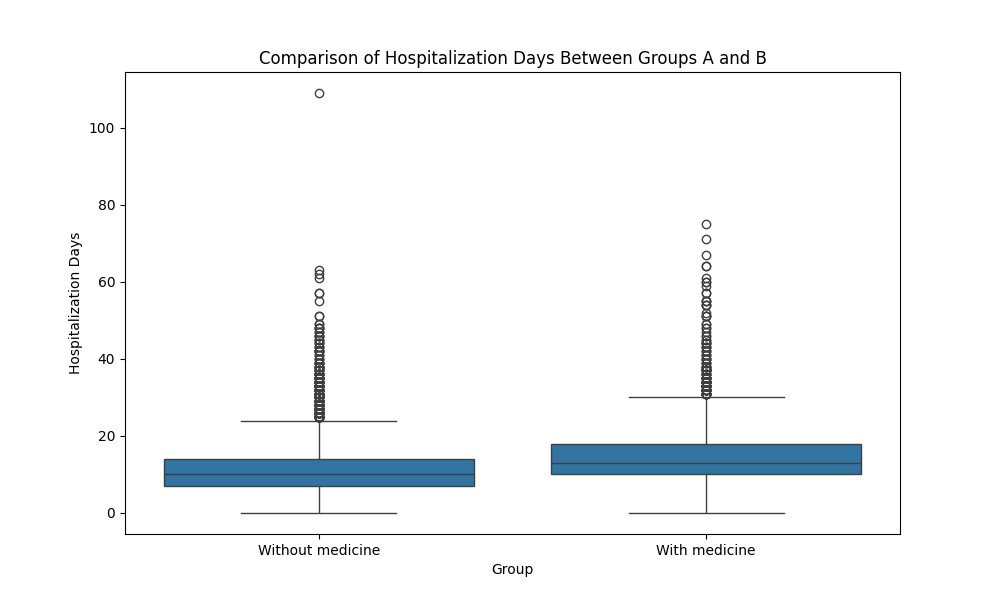 Comparison of Hospitalization Days Between Groups A and B
Hospitalization Days
100
80
60
40
20
0
Without medicine
With medicine
Group